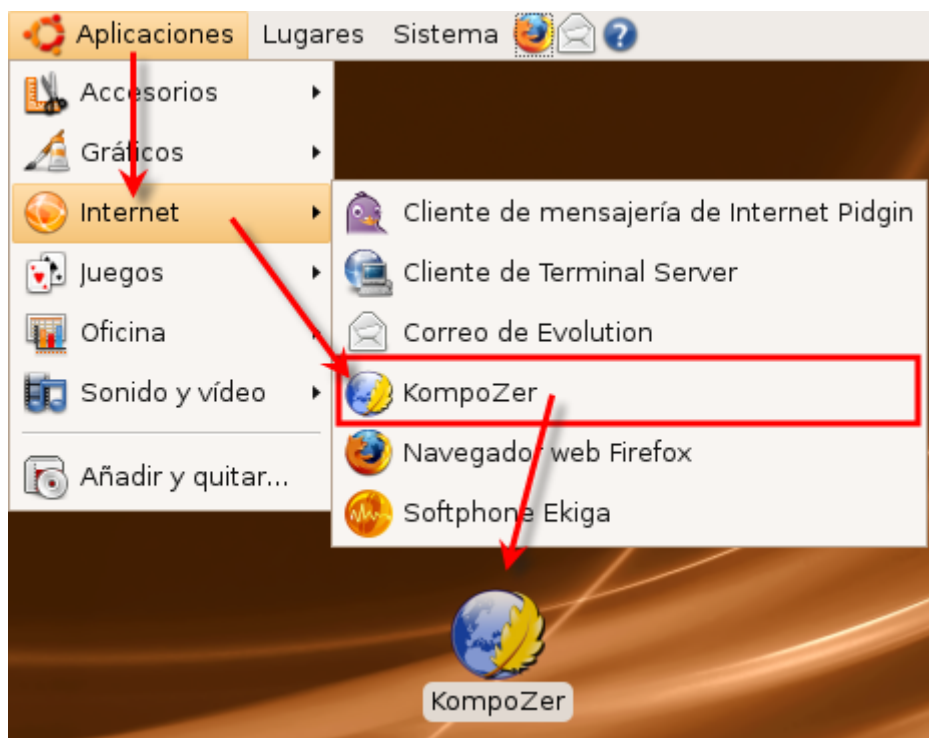 Aplicaciones Lugares Sistema
Accesorios
Gráficos
Internet
Juegos
Oficina
Sonido y vídeo
Añadir y quitar...
Cliente de mensajería de Internet Pidgin
Cliente de Terminal Server
Correo de Evolution
KompoZer
Navegador web Firefox
Softphone Ekiga
KompoZer